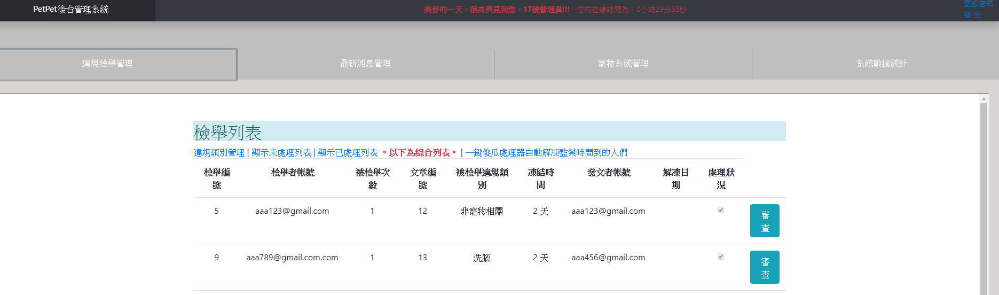 PetPet後台管理系統
美好的一天，很高興見到您，17號管理員!!! - 您的在線時間為：0小時29分33秒
更改密碼
登 出
違規檢舉管理
最新消息管理
寵物系統管理
系統數據統計
檢舉列表
違規類別管理 | 顯示未處理列表 | 顯示已處理列表 。以下為綜合列表。 | 一鍵傻瓜處理器自動解凍監禁時間到的人們
檢舉編號 檢舉者帳號 被檢舉次數 文章編號 被檢舉違規類別 凍結時間 發文者帳號 解凍日期 處理狀況
5 aaa123@gmail.com 1 12 非寵物相關 2 天 aaa123@gmail.com 審查
9 aaa789@gmail.com.com 1 13 洗腦 2 天 aaa456@gmail.com 審查